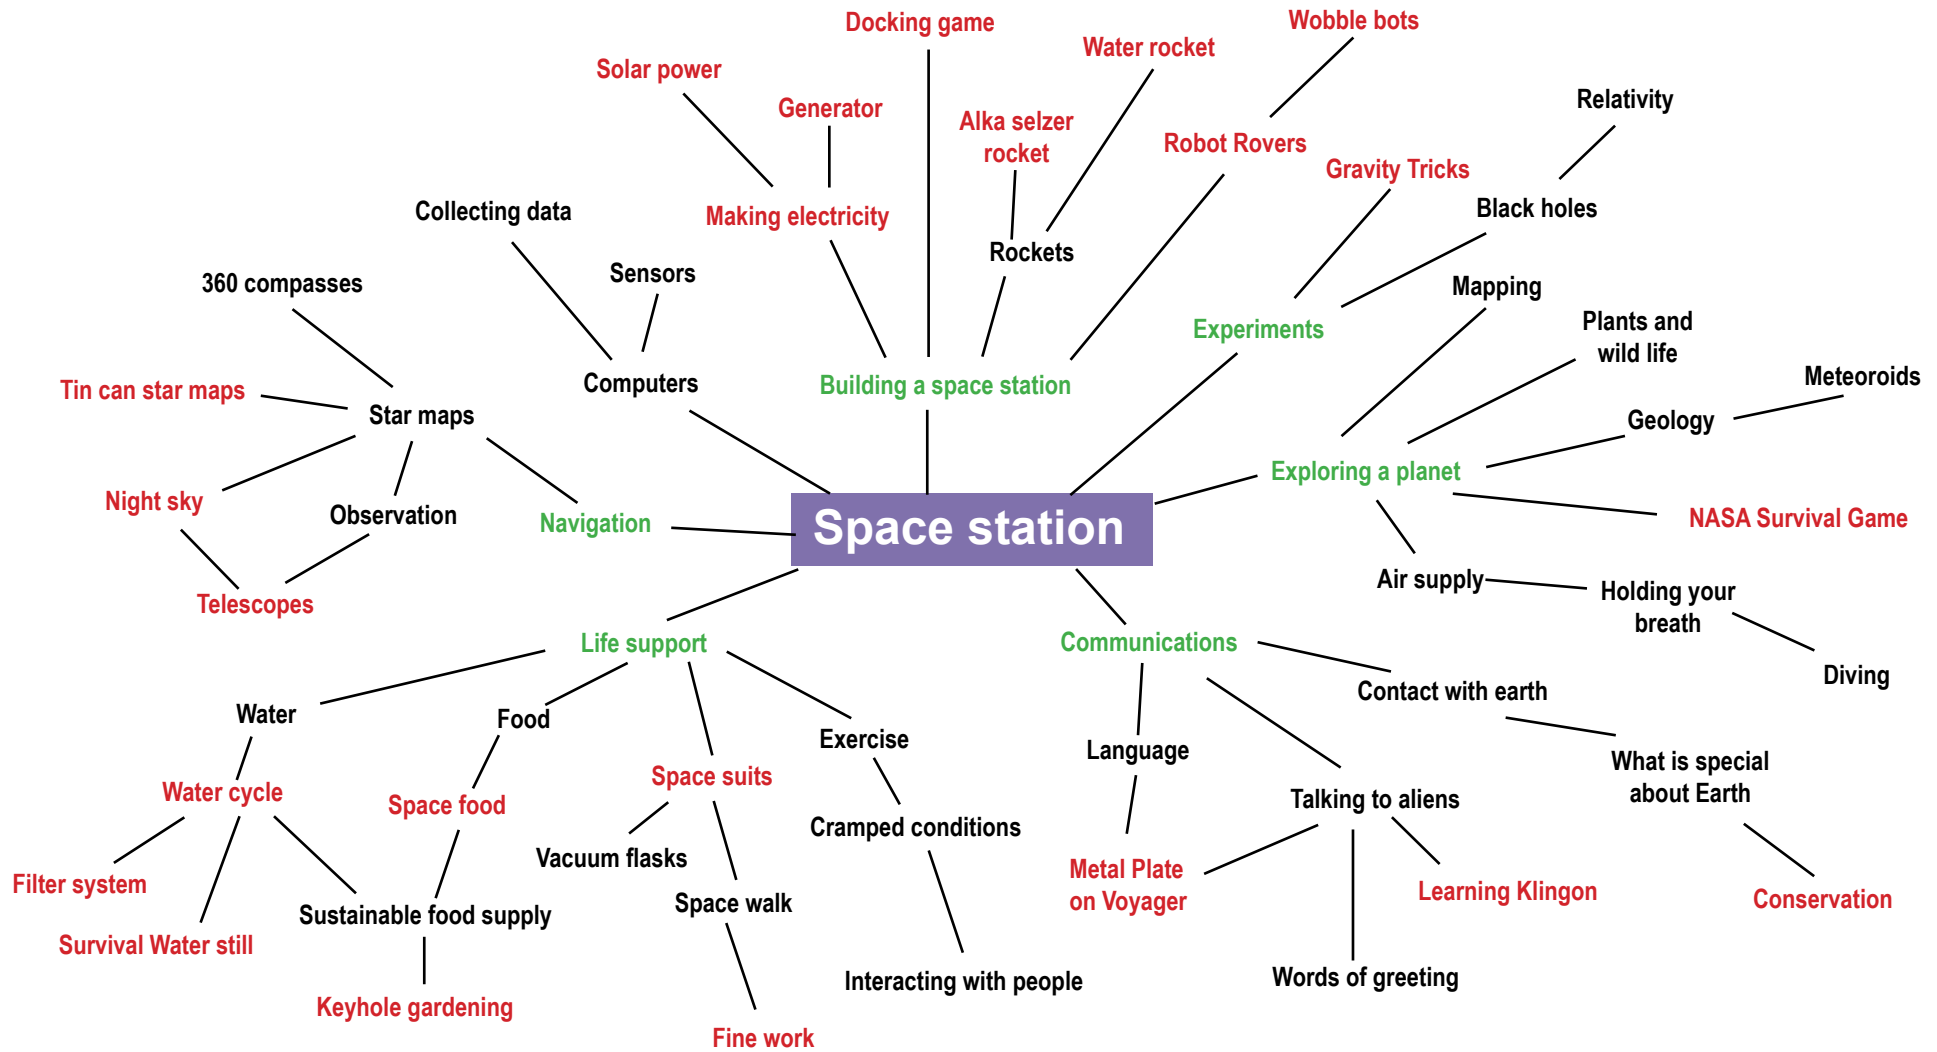 Docking game
Wobble bots
Water rocket
Solar power
Generator
Relativity
Alka selzer
rocket
Robot Rovers
Gravity Tricks
Collecting data
Making electricity
Black holes
Rockets
360 compasses
Sensors
Mapping
Experiments
Plants and
wild life
Tin can star maps
Computers
Building a space station
Meteoroids
Star maps
Geology
Exploring a planet
Night sky
Observation
Navigation
Space station
NASA Survival Game
Telescopes
Air supply
Holding your
breath
Life support
Communications
Diving
Water
Food
Exercise
Contact with earth
Language
Water cycle
Space food
Space suits
What is special
about Earth
Cramped conditions
Talking to aliens
Vacuum flasks
Filter system
Metal Plate
on Voyager
Learning Klingon
Conservation
Sustainable food supply
Space walk
Survival Water still
Interacting with people
Words of greeting
Keyhole gardening
Fine work